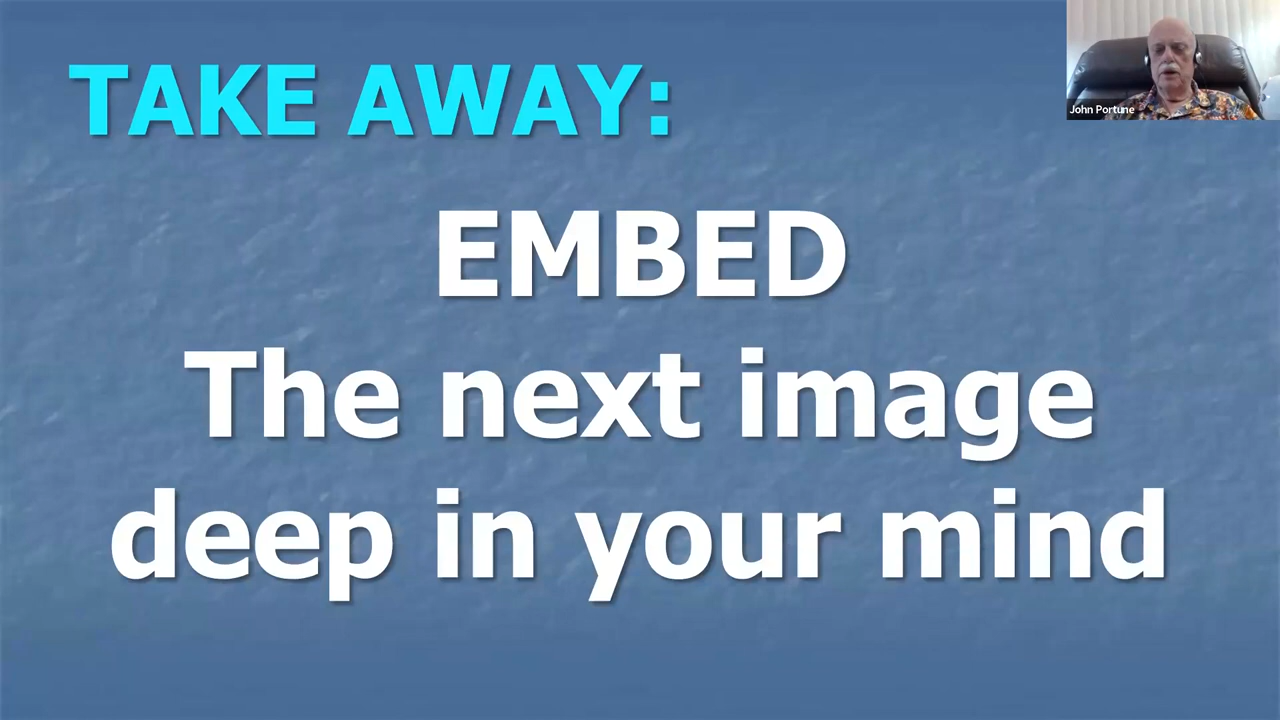 TAKE AWAY:
John Portune
EMBED
The next image
deep in your mind